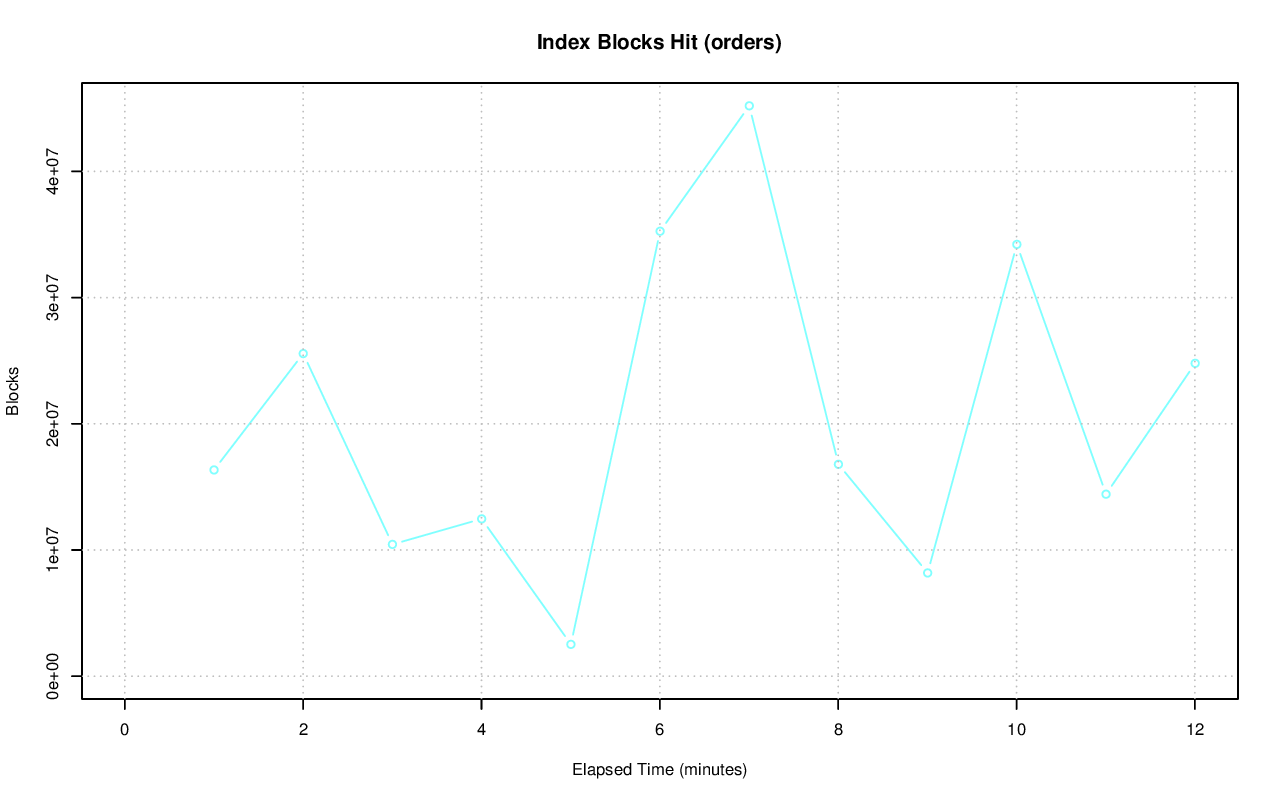 Index Blocks Hit (orders)
Blocks
4e+07
3e+07
2e+07
1e+07
0e+00
0 2 4 6 8 10 12
Elapsed Time (minutes)